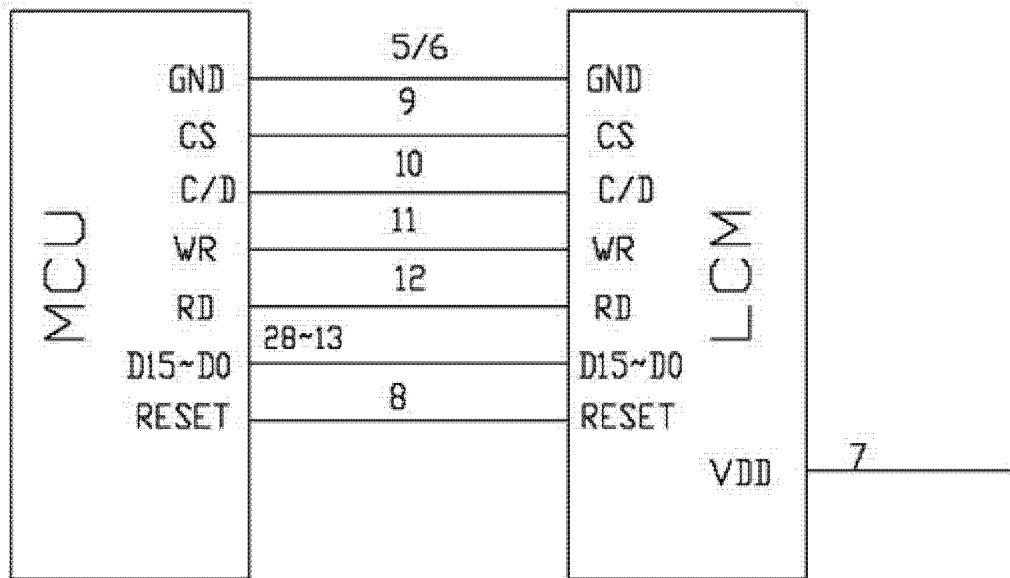 5/6
GND GND
9
CS CS
10
C/D C/D
11
WR WR
12
RD RD
28~13
D15~D0 D15~D0
8
RESET RESET
7
VDD
MCU
LCM